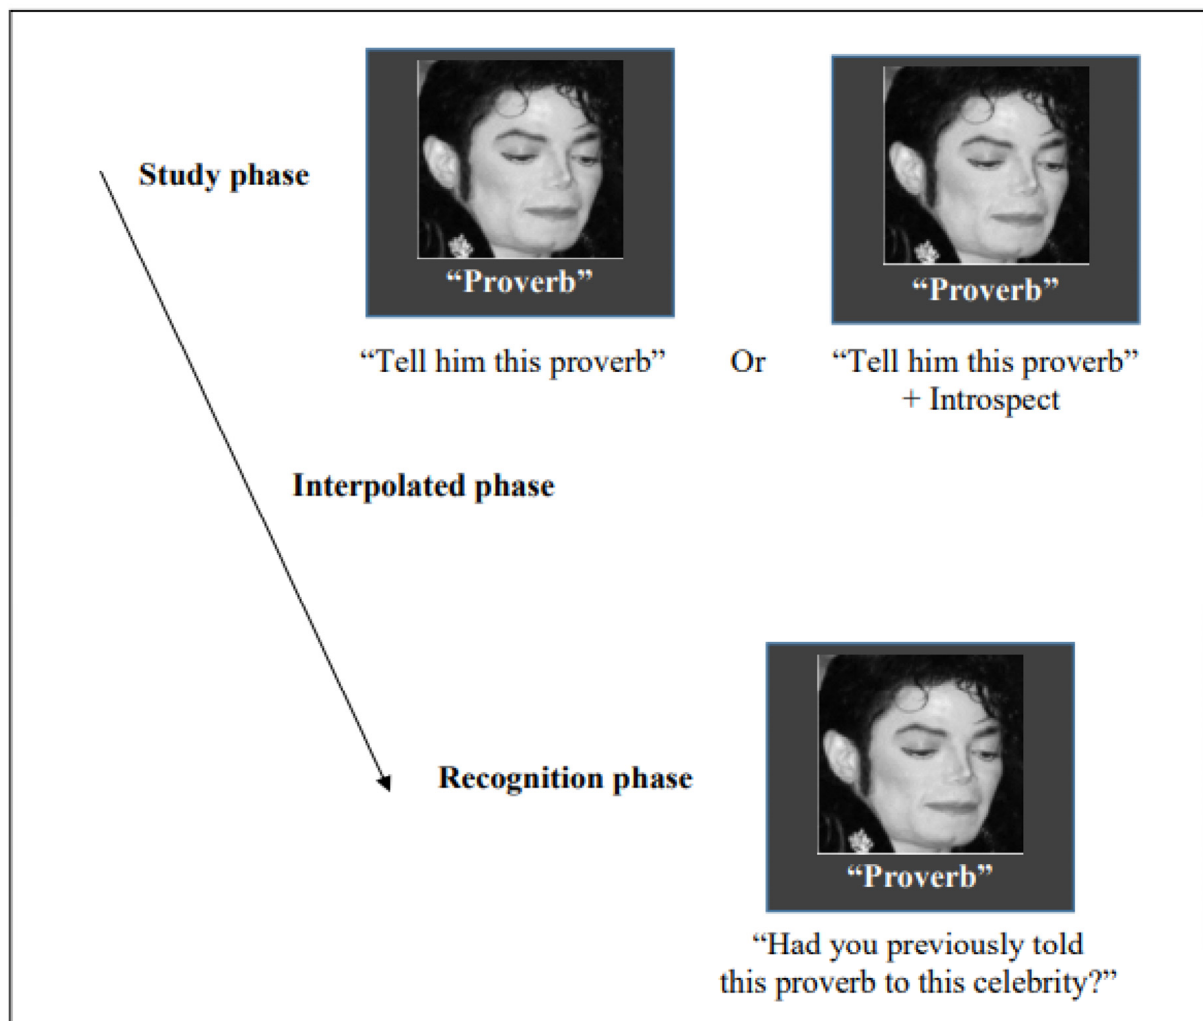 Study phase
“Proverb”
“Proverb”
“Tell him this proverb”
Or
“Tell him this proverb”
+ Introspect
Interpolated phase
Recognition phase
“Proverb”
“Had you previously told
this proverb to this celebrity?”